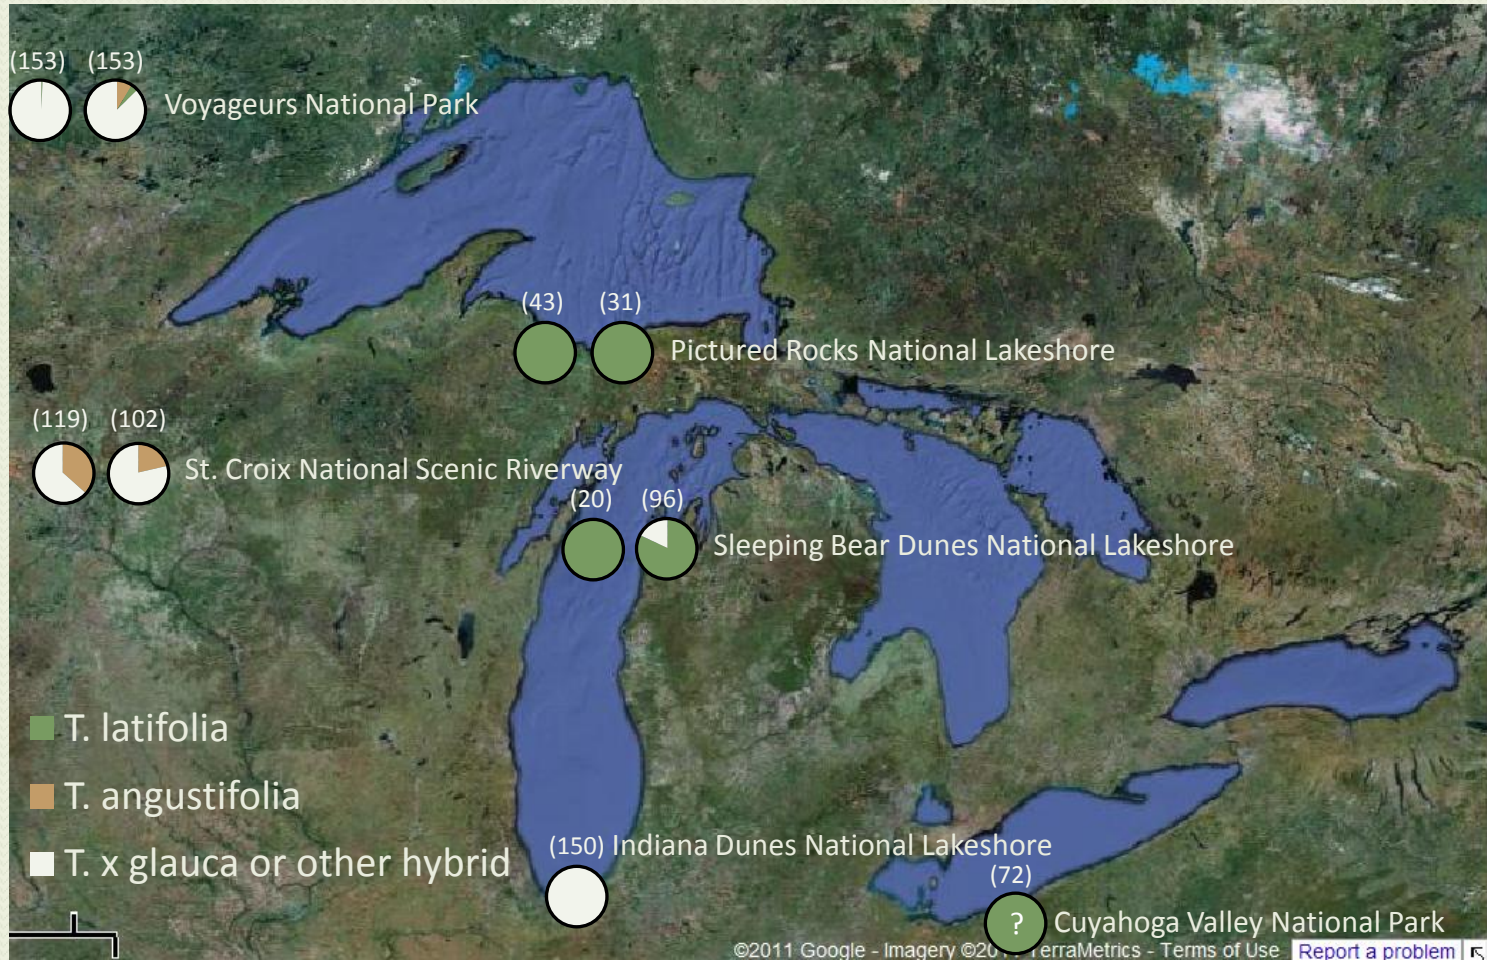 (153) (153)
Voyageurs National Park
(43) (31)
Pictured Rocks National Lakeshore
(119) (102)
St. Croix National Scenic Riverway
(20) (96)
Sleeping Bear Dunes National Lakeshore
T. latifolia
T. angustifolia
T. x glauca or other hybrid
(150) Indiana Dunes National Lakeshore
(72)
? Cuyahoga Valley National Park
©2011 Google - Imagery TerraMetrics - Terms of Use Report a problem